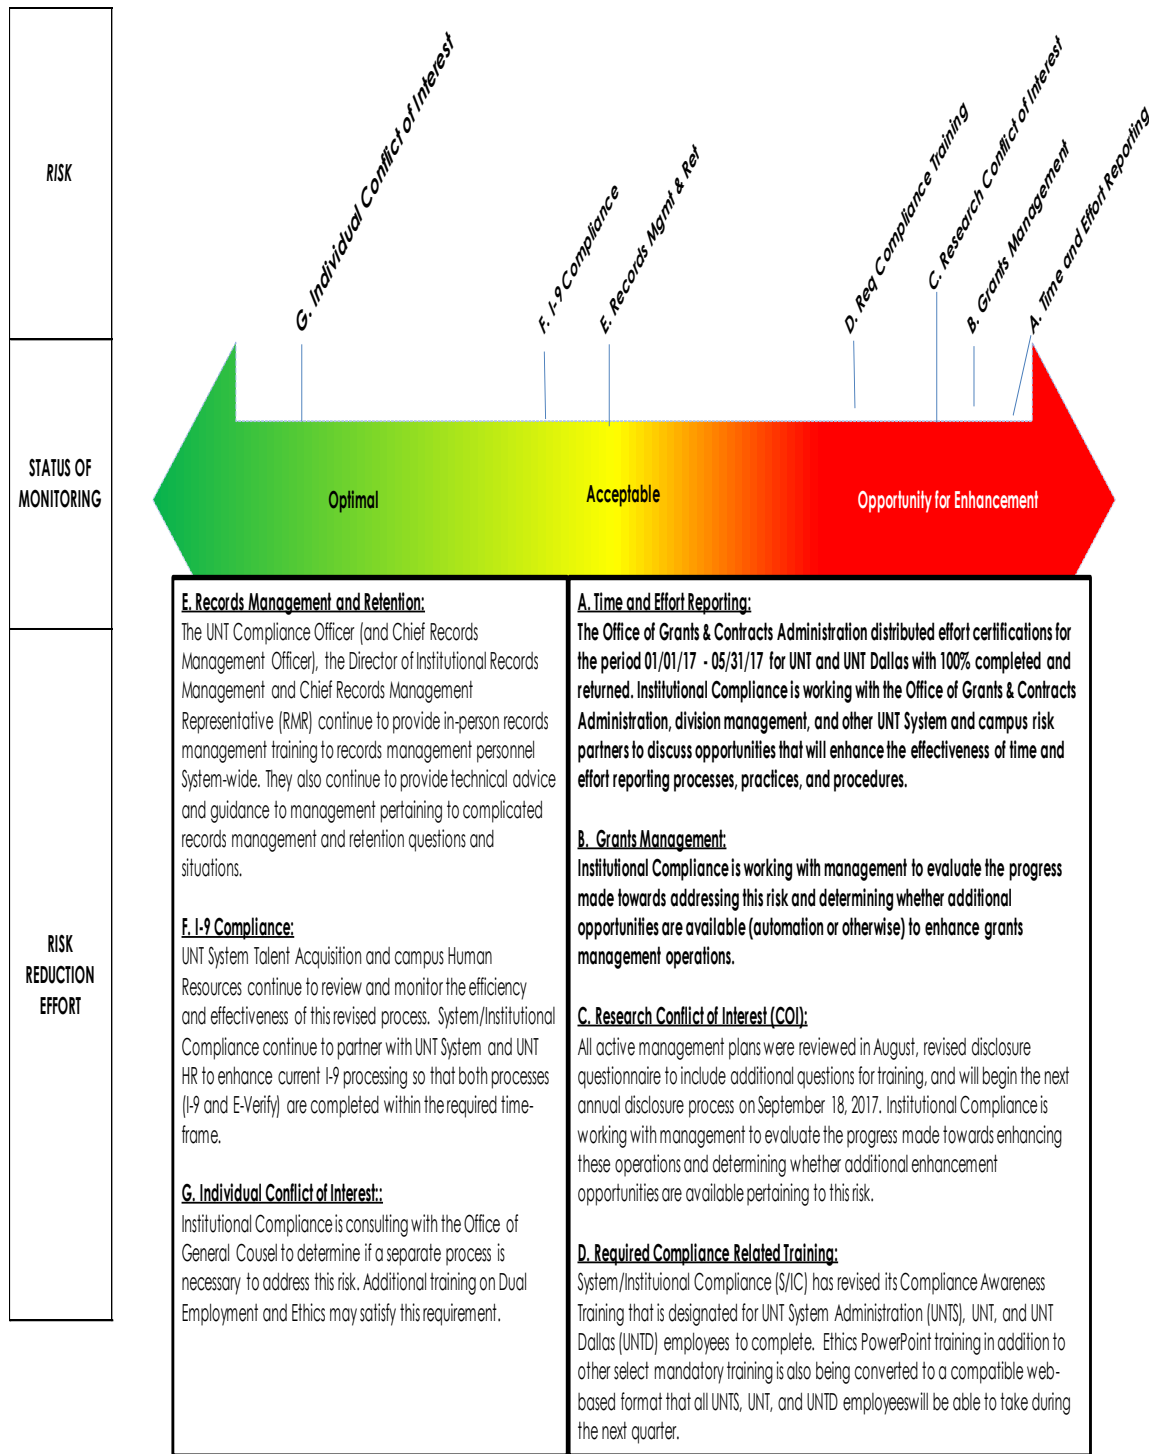 RISK
G. Individual Conflict of Interest
F. I-9 Compliance
E. Records Mgmt & Ret
D. Req Compliance Training
C. Research Conflict of Interest
B. Grants Management
A. Time and Effort Reporting
STATUS OF
MONITORING
Optimal
Acceptable
Opportunity for Enhancement
RISK
REDUCTION
EFFORT
E. Records Management and Retention:
The UNT Compliance Officer (and Chief Records
Management Officer), the Director of Institutional Records
Management and Chief Records Management
Representative (RMR) continue to provide in-person records
management training to records management personnel
System-wide. They also continue to provide technical advice
and guidance to management pertaining to complicated
records management and retention questions and
situations.
F. I-9 Compliance:
UNT System Talent Acquisition and campus Human
Resources continue to review and monitor the efficiency
and effectiveness of this revised process. System/Institutional
Compliance continue to partner with UNT System and UNT
HR to enhance current I-9 processing so that both processes
(I-9 and E-Verify) are completed within the required time-
frame.
G. Individual Conflict of Interest::
Institutional Compliance is consulting with the Office of
General Cousel to determine if a separate process is
necessary to address this risk. Additional training on Dual
Employment and Ethics may satisfy this requirement.
A. Time and Effort Reporting:
The Office of Grants & Contracts Administration distributed effort certifications for
the period 01/01/17 - 05/31/17 for UNT and UNT Dallas with 100% completed and
returned. Institutional Compliance is working with the Office of Grants & Contracts
Administration, division management, and other UNT System and campus risk
partners to discuss opportunities that will enhance the effectiveness of time and
effort reporting processes, practices, and procedures.
B. Grants Management:
Institutional Compliance is working with management to evaluate the progress
made towards addressing this risk and determining whether additional
opportunities are available (automation or otherwise) to enhance grants
management operations.
C. Research Conflict of Interest (COI):
All active management plans were reviewed in August, revised disclosure
questionnaire to include additional questions for training, and will begin the next
annual disclosure process on September 18, 2017. Institutional Compliance is
working with management to evaluate the progress made towards enhancing
these operations and determining whether additional enhancement
opportunities are available pertaining to this risk.
D. Required Compliance Related Training:
System/Instituional Compliance (S/IC) has revised its Compliance Awareness
Training that is designated for UNT System Administration (UNTS), UNT, and UNT
Dallas (UNTD) employees to complete. Ethics PowerPoint training in addition to
other select mandatory training is also being converted to a compatible web-
based format that all UNTS, UNT, and UNTD employeeswill be able to take during
the next quarter.